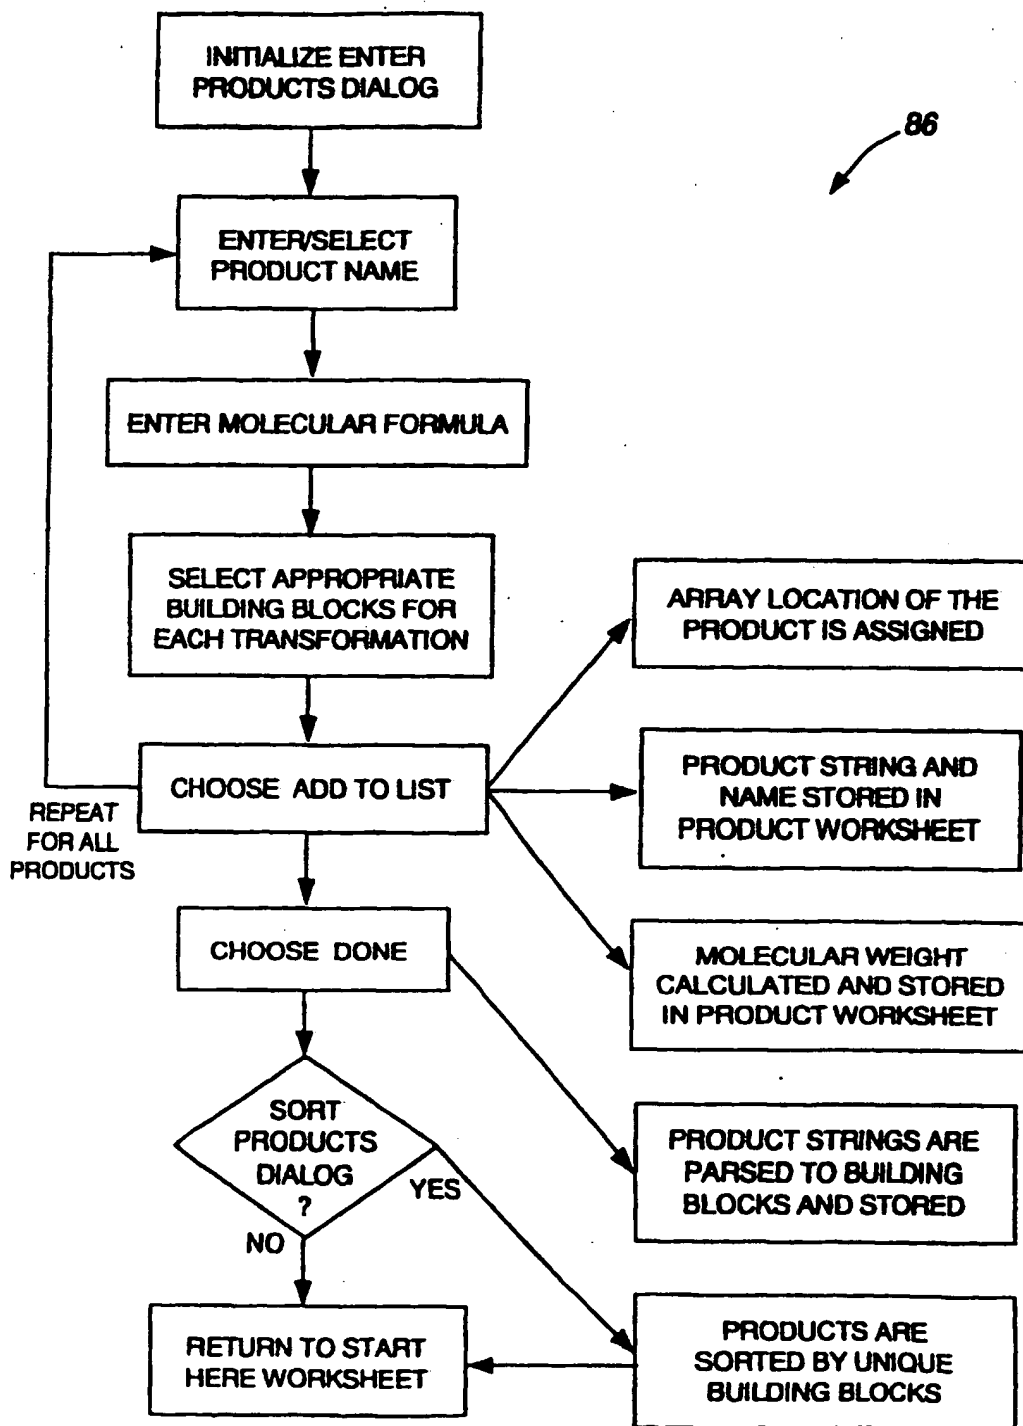 INITIALIZE ENTER
PRODUCTS DIALOG
86
ENTER/SELECT
PRODUCT NAME
ENTER MOLECULAR FORMULA
SELECT APPROPRIATE
BUILDING BLOCKS FOR
EACH TRANSFORMATION
ARRAY LOCATION OF THE
PRODUCT IS ASSIGNED
CHOOSE ADD TO LIST
PRODUCT STRING AND
NAME STORED IN
PRODUCT WORKSHEET
REPEAT
FOR ALL
PRODUCTS
CHOOSE DONE
MOLECULAR WEIGHT
CALCULATED AND STORED
IN PRODUCT WORKSHEET
SORT
PRODUCTS
DIALOG
?
YES
NO
PRODUCT STRINGS ARE
PARSED TO BUILDING
BLOCKS AND STORED
RETURN TO START
HERE WORKSHEET
PRODUCTS ARE
SORTED BY UNIQUE
BUILDING BLOCKS